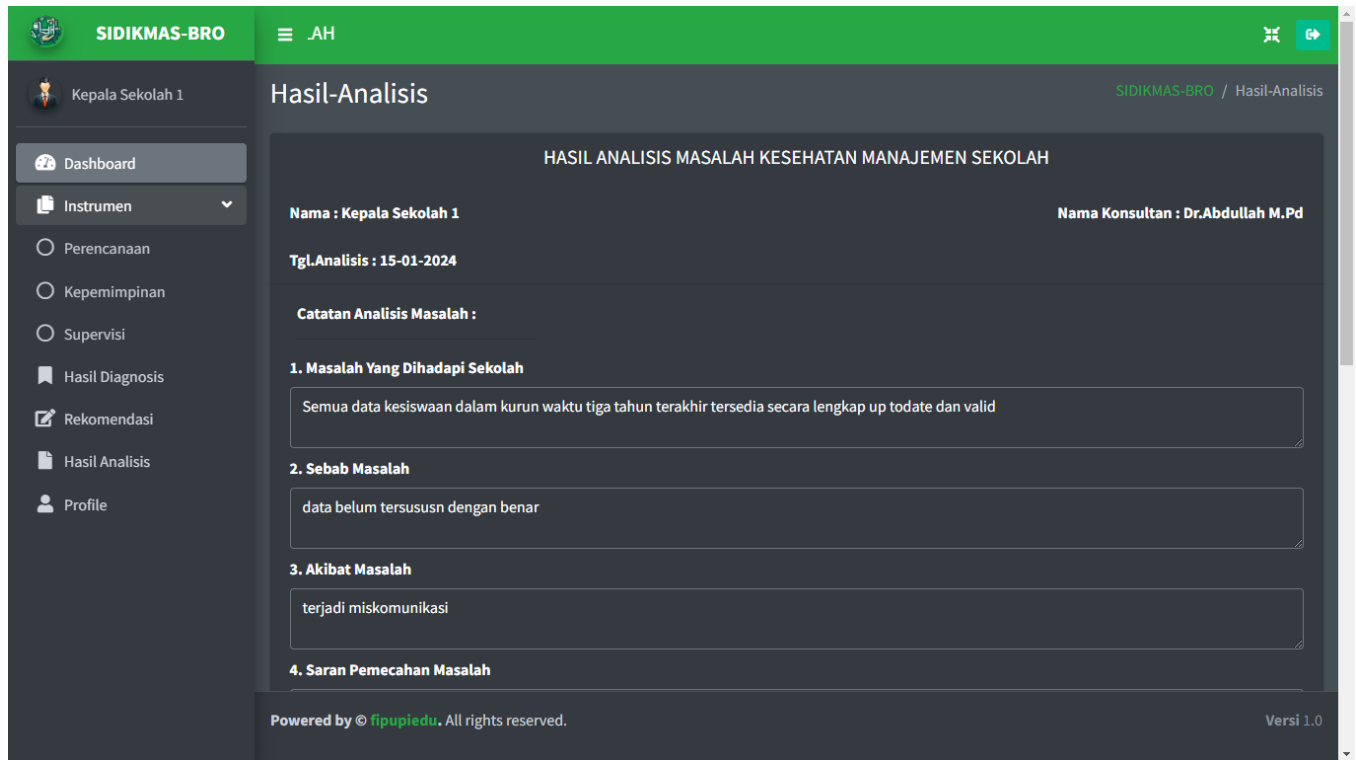 SIDIKMAS-BRO
.AH
Kepala Sekolah 1
Dashboard
Instrumen
Perencanaan
Kepemimpinan
Supervisi
Hasil Diagnosis
Rekomendasi
Hasil Analisis
Profile
Hasil-Analisis
SIDIKMAS-BRO / Hasil-Analisis
HASIL ANALISIS MASALAH KESEHATAN MANAJEMEN SEKOLAH
Nama : Kepala Sekolah 1
Nama Konsultan : Dr.Abdullah M.Pd
Tgl.Analisis : 15-01-2024
Catatan Analisis Masalah :
1. Masalah Yang Dihadapi Sekolah
Semua data kesiswaan dalam kurun waktu tiga tahun terakhir tersedia secara lengkap up todate dan valid
2. Sebab Masalah
data belum tersususn dengan benar
3. Akibat Masalah
terjadi miskomunikasi
4. Saran Pemecahan Masalah
Powered by © fipupiedu. All rights reserved.
Versi 1.0